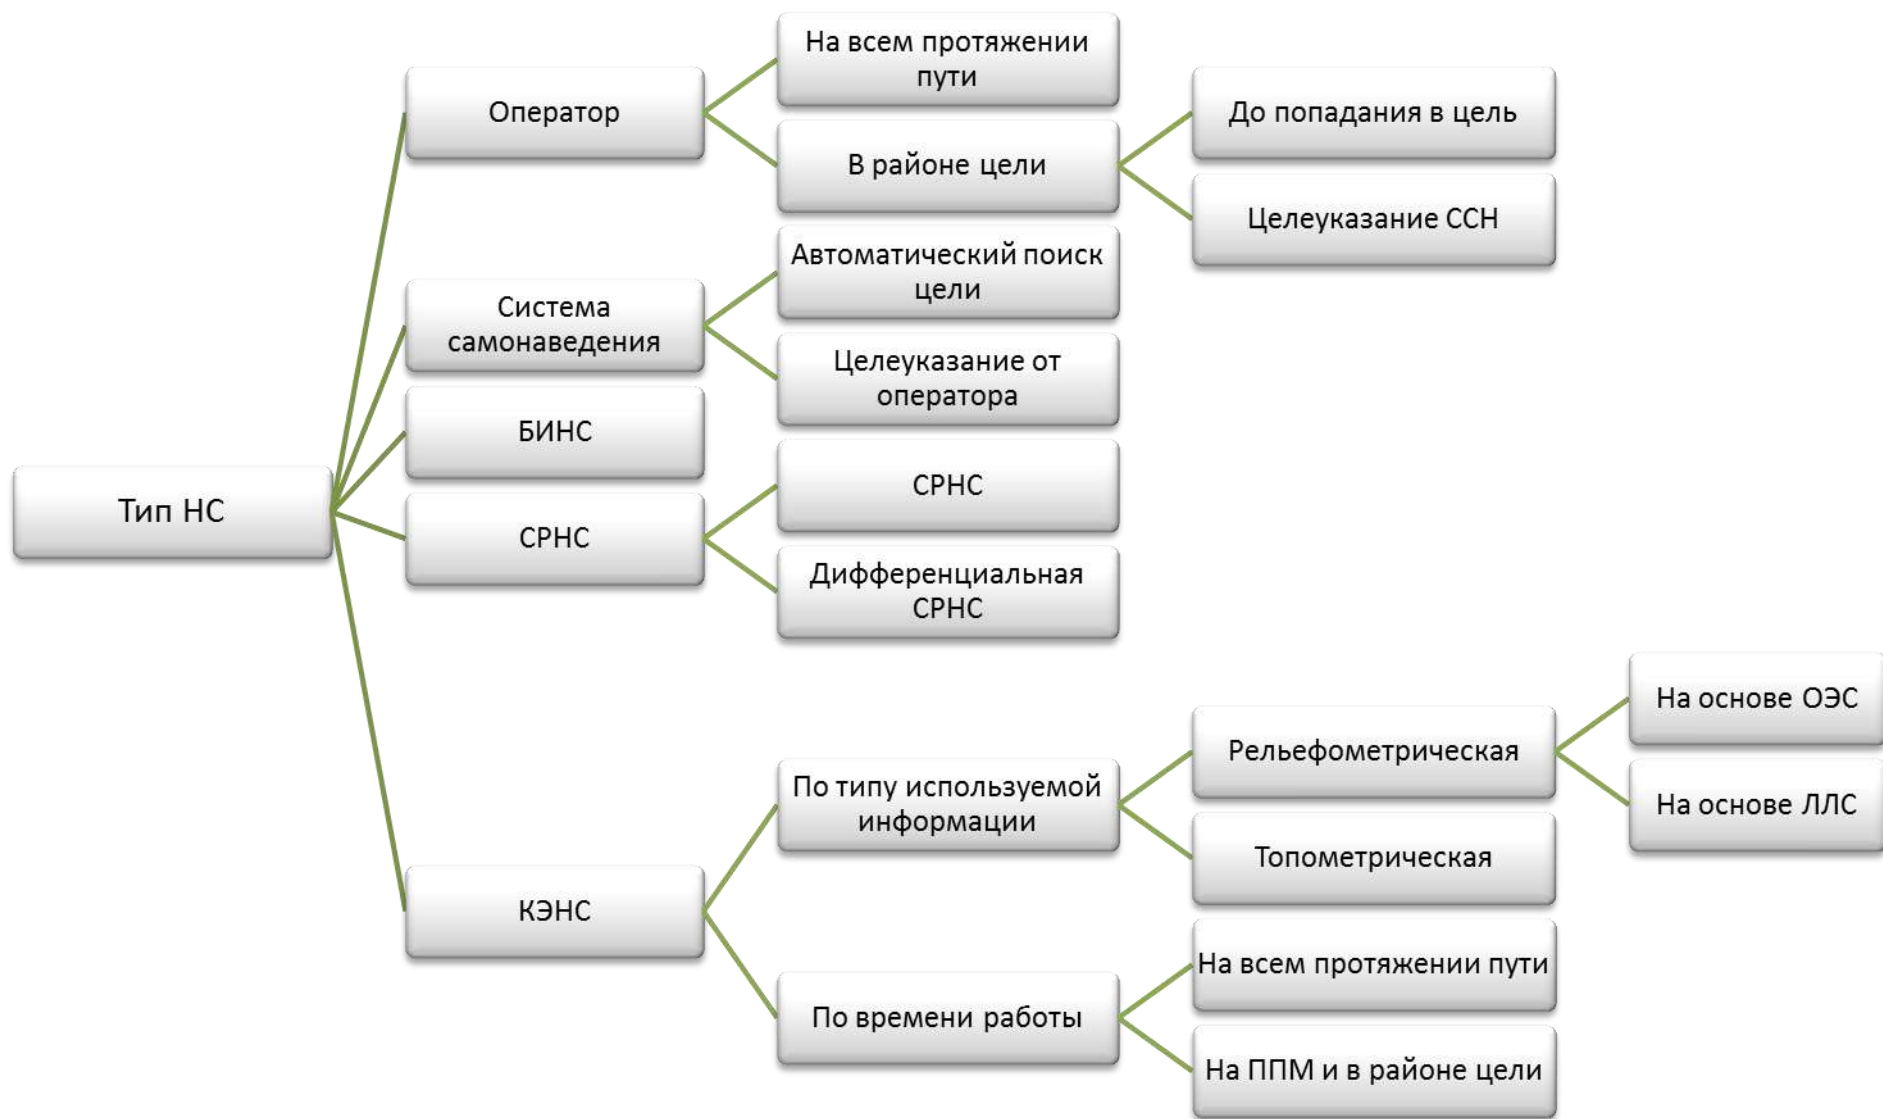 Тип НС
Оператор
На всем протяжении
пути
В районе цели
До попадания в цель
Целеуказание ССН
Система
самонаведения
Автоматический поиск
цели
Целеуказание от
оператора
БИНС
СРНС
СРНС
Дифференциальная
СРНС
КЭНС
По типу используемой
информации
Рельефометрическая
На основе ОЭС
На основе ЛЛС
Топометрическая
По времени работы
На всем протяжении пути
На ППМ и в районе цели